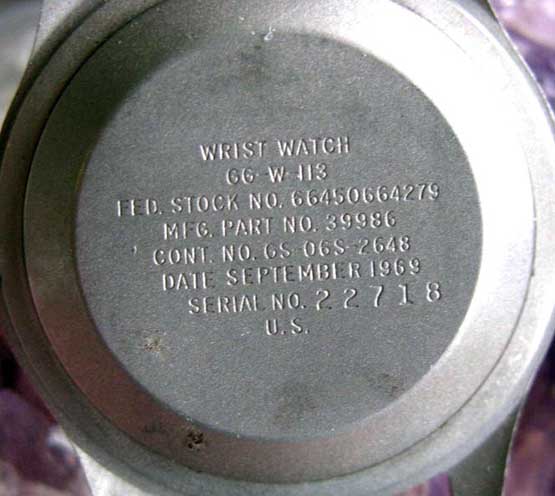 WRIST WATCH
GG-W-113
FED. STOCK NO. 66450664279
MFG. PART NO. 39986
CONT. NO. GS-06S-2648
DATE SEPTEMBER 1969
SERIAL NO. 22718
U.S.